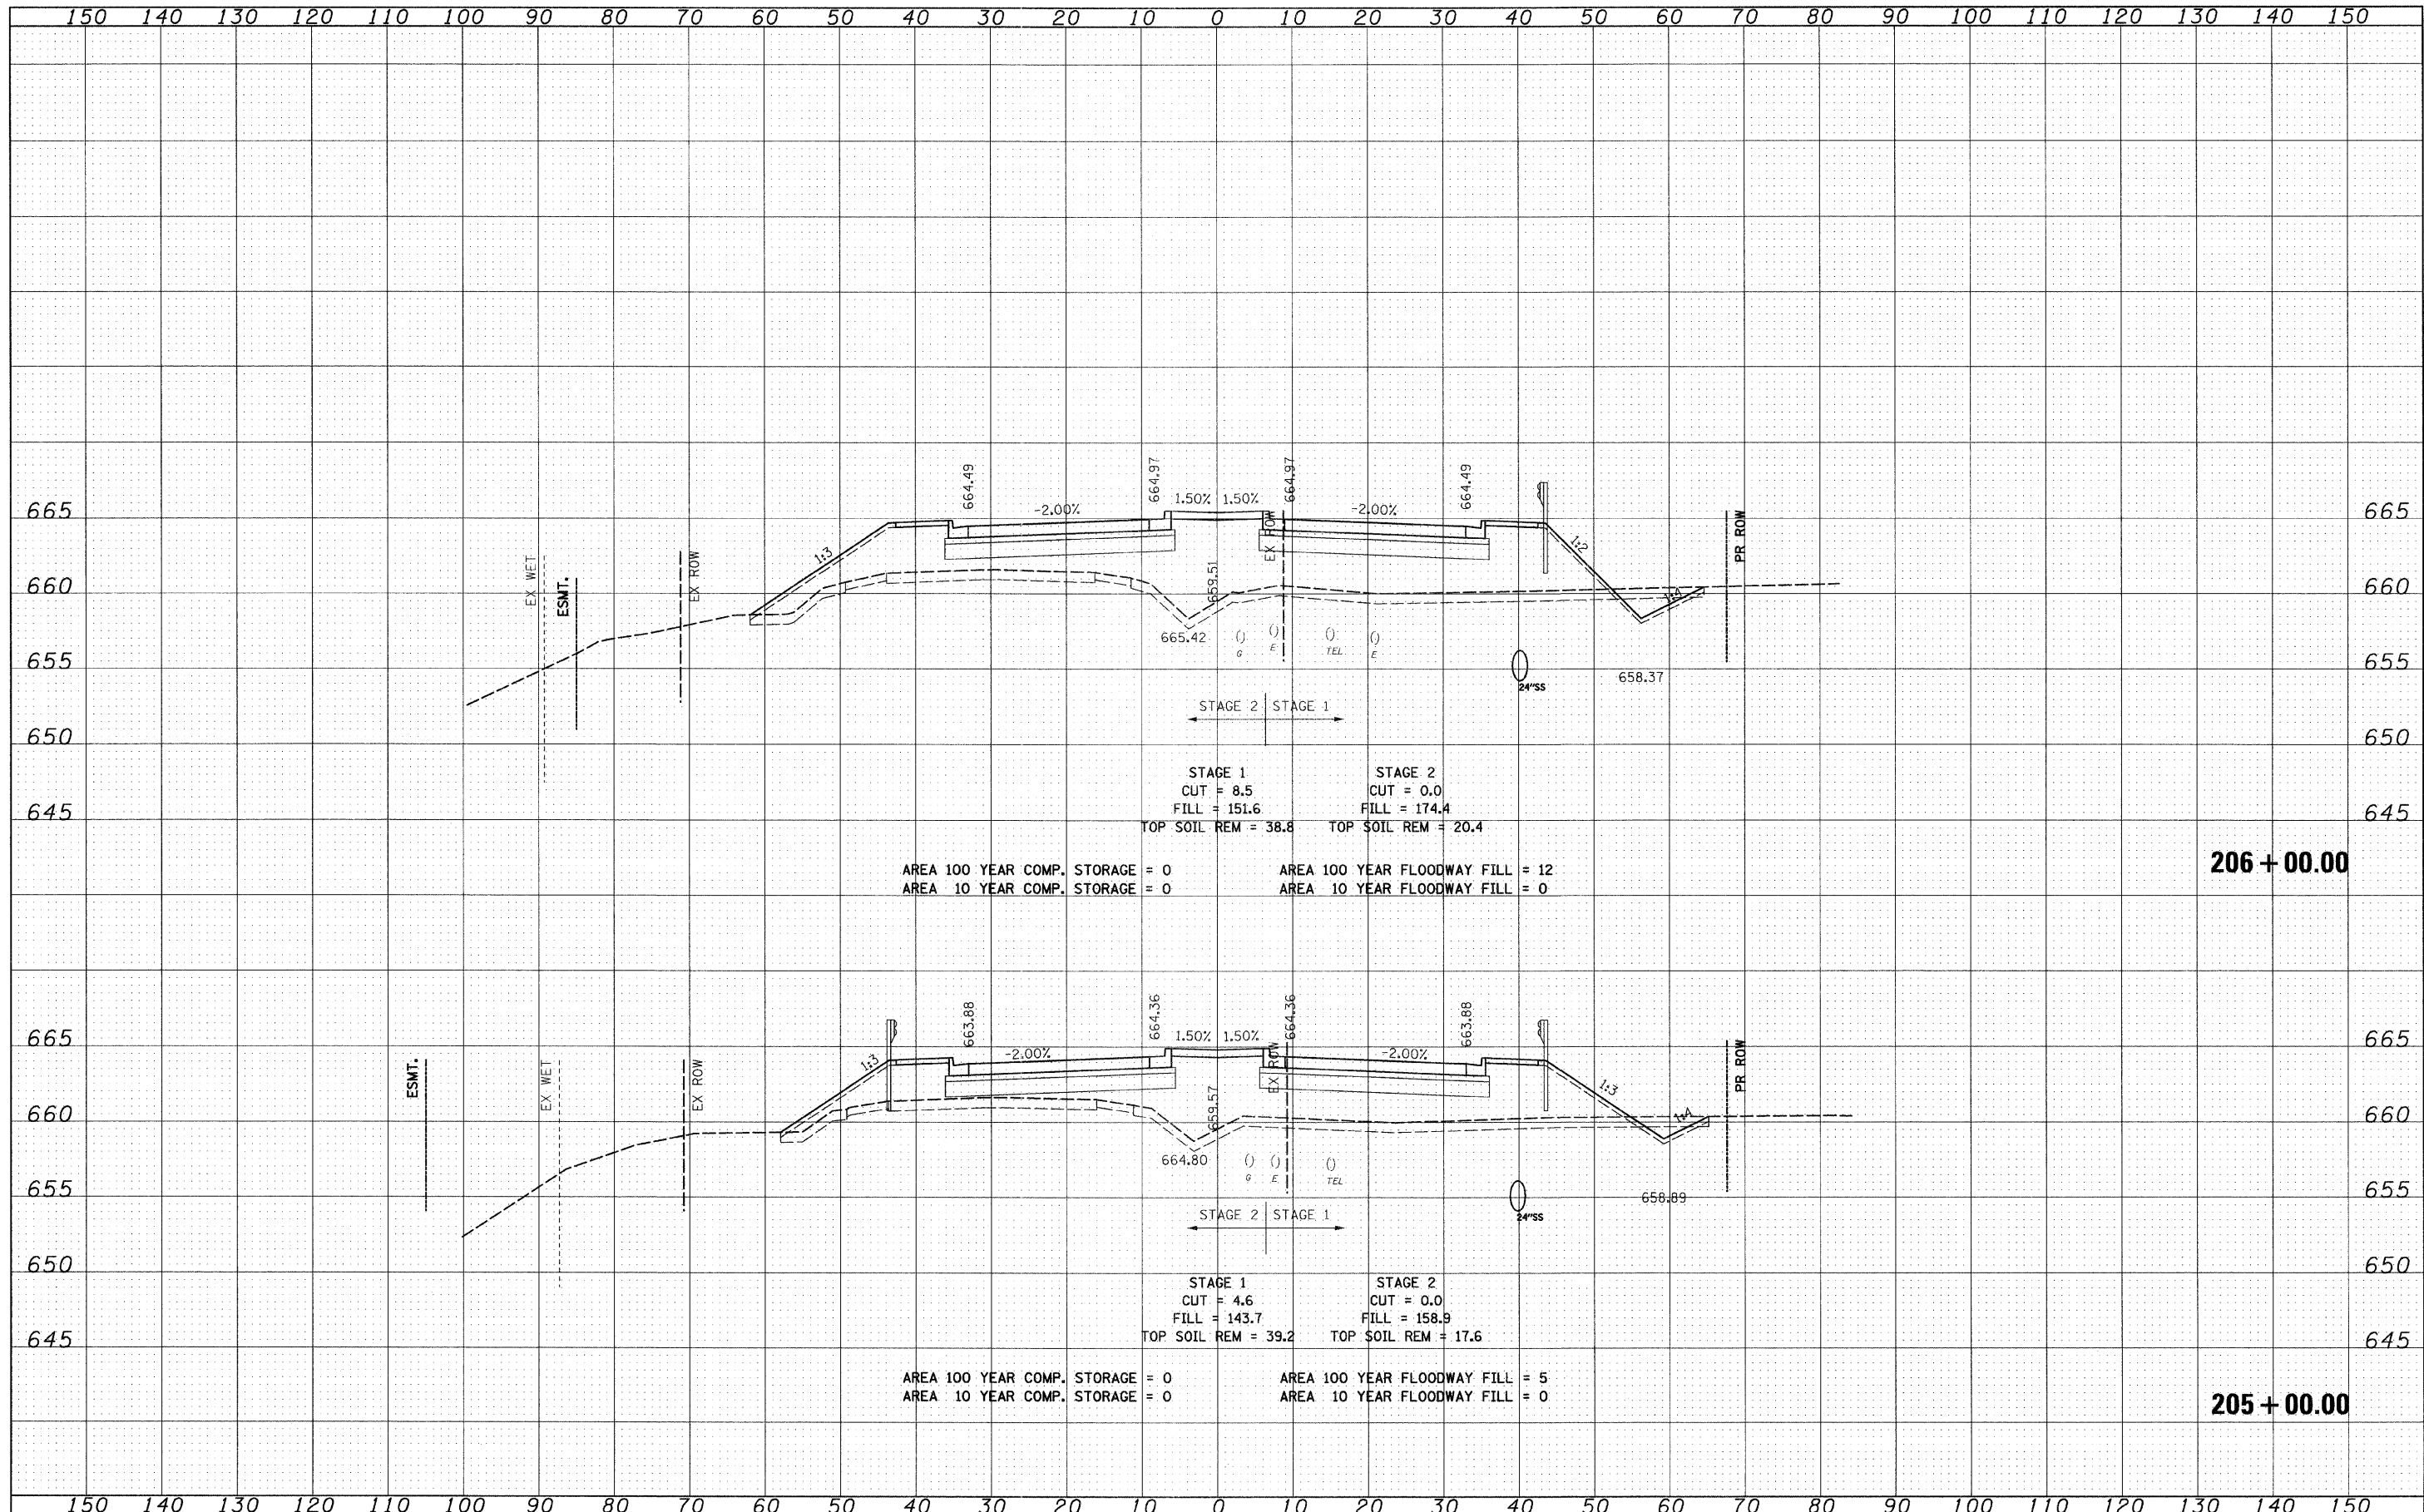 150 140 130 120 110 100 90 80 70 60 50 40 30 20 10 0 10 20 30 40 50 60 70 80 90 100 110 120 130 140 150
664.49 664.97 664.97 664.49
1.50% 1.50%
-2.00% -2.00%
665 665
EX WET
ESMT.
EX ROW
1:3
EX ROW
1:2
PR ROW
660 660
659.51
1:4
665.42
G E TEL E
655 655
658.37
24"SS
STAGE 2 STAGE 1
650 650
STAGE 1 STAGE 2
CUT = 8.5 CUT = 0.0
FILL = 151.6 FILL = 174.4
645 645
TOP SOIL REM = 38.8 TOP SOIL REM = 20.4
AREA 100 YEAR COMP. STORAGE = 0 AREA 100 YEAR FLOODWAY FILL = 12
AREA 10 YEAR COMP. STORAGE = 0 AREA 10 YEAR FLOODWAY FILL = 0
206+00.00
663.88 664.36 664.36 663.88
1.50% 1.50%
665 665
-2.00% -2.00%
ESMT.
EX WET
EX ROW
1:3
EX ROW
1:3
PR ROW
660 660
659.57
1:4
664.80
G E TEL
655 655
658.89
24"SS
STAGE 2 STAGE 1
650 650
STAGE 1 STAGE 2
CUT = 4.6 CUT = 0.0
FILL = 143.7 FILL = 158.9
645 645
TOP SOIL REM = 39.2 TOP SOIL REM = 17.6
AREA 100 YEAR COMP. STORAGE = 0 AREA 100 YEAR FLOODWAY FILL = 5
AREA 10 YEAR COMP. STORAGE = 0 AREA 10 YEAR FLOODWAY FILL = 0
205+00.00
150 140 130 120 110 100 90 80 70 60 50 40 30 20 10 0 10 20 30 40 50 60 70 80 90 100 110 120 130 140 150